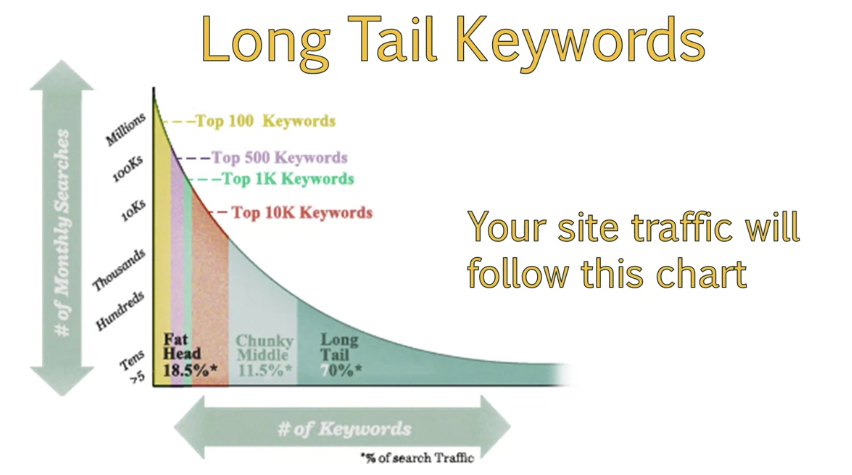 Long Tail Keywords
# of Monthly Searches
Millions
100Ks
10Ks
Thousands
Hundreds
Tens
>5
Top 100 Keywords
Top 500 Keywords
Top 1K Keywords
Top 10K Keywords
Your site traffic will
follow this chart
Fat
Head
18.5%*
Chunky
Middle
11.5%*
Long
Tail
70%*
# of Keywords
*% of search Traffic